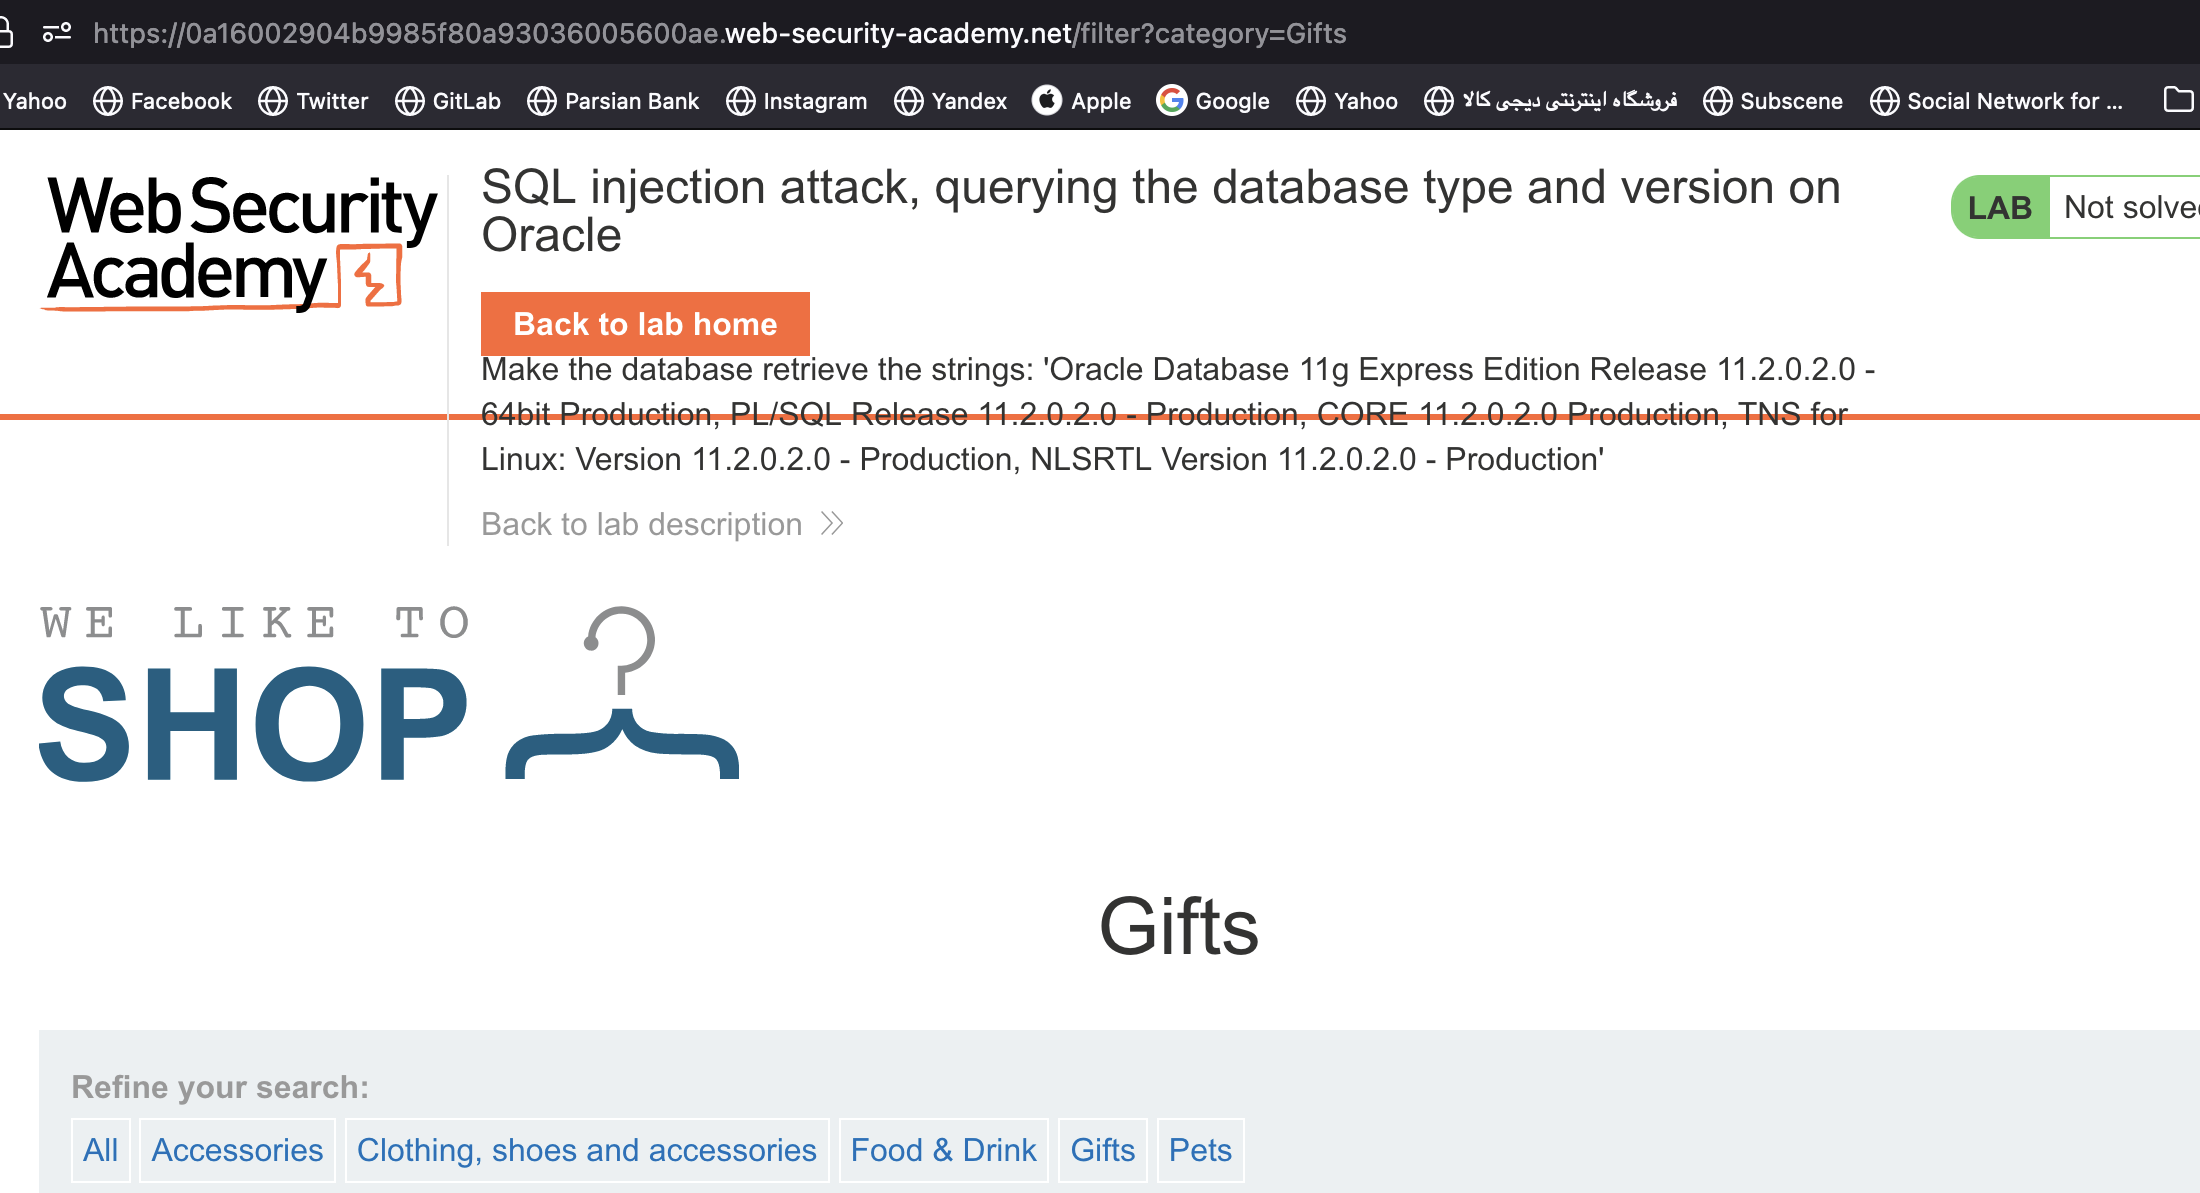 https://0a16002904b9985f80a93036005600ae.web-security-academy.net/filter?category=Gifts
Yahoo Facebook Twitter GitLab Parsian Bank Instagram Yandex Apple Google Yahoo فروشگاه اینترنتی دیجی کالا Subscene Social Network for ...
Web Security
Academy
SQL injection attack, querying the database type and version on
Oracle
LAB Not solve
Back to lab home
Make the database retrieve the strings: 'Oracle Database 11g Express Edition Release 11.2.0.2.0 -
64bit Production, PL/SQL Release 11.2.0.2.0 - Production, CORE 11.2.0.2.0 Production, TNS for
Linux: Version 11.2.0.2.0 - Production, NLSRTL Version 11.2.0.2.0 - Production'
Back to lab description
WE LIKE TO
SHOP
Gifts
Refine your search:
All Accessories Clothing, shoes and accessories Food & Drink Gifts Pets